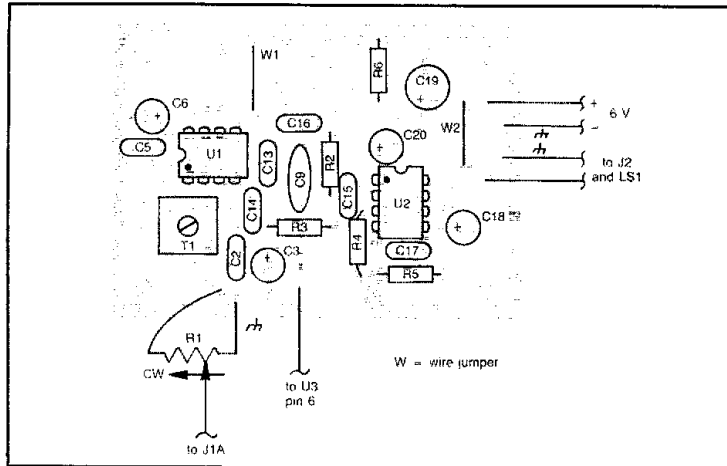 W1
R6
C19
+
+
6 V
–
C6
+
C16
C20
W2
C5
U1
C13
C9
R2
+
to J2
and LS1
C15
U2
C14
T1
R3
R4
C18
+
C2
C3
+
C17
R5
R1
CW
W = wire jumper
to U3
pin 6
to J1A